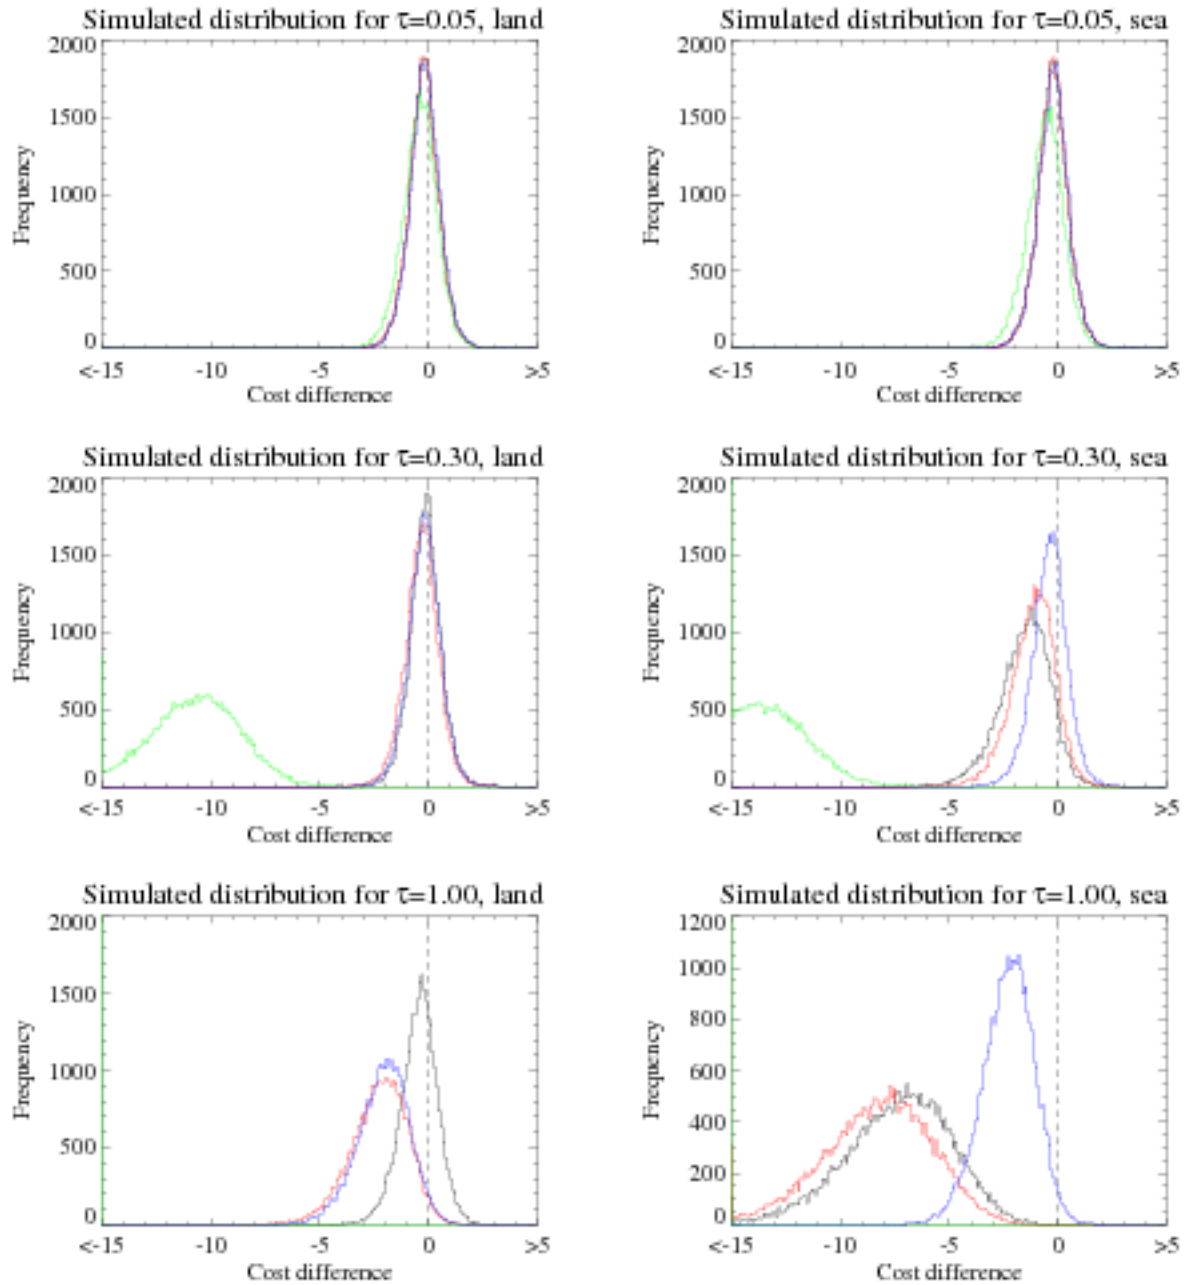 Simulated distribution for τ=0.05, land
2000
1500
1000
500
0
Frequency
<-15 -10 -5 0 >5
Cost difference
Simulated distribution for τ=0.05, sea
2000
1500
1000
500
0
Frequency
<-15 -10 -5 0 >5
Cost difference
Simulated distribution for τ=0.30, land
2000
1500
1000
500
0
Frequency
<-15 -10 -5 0 >5
Cost difference
Simulated distribution for τ=0.30, sea
2000
1500
1000
500
0
Frequency
<-15 -10 -5 0 >5
Cost difference
Simulated distribution for τ=1.00, land
2000
1500
1000
500
0
Frequency
<-15 -10 -5 0 >5
Cost difference
Simulated distribution for τ=1.00, sea
1200
1000
800
600
400
200
0
Frequency
<-15 -10 -5 0 >5
Cost difference